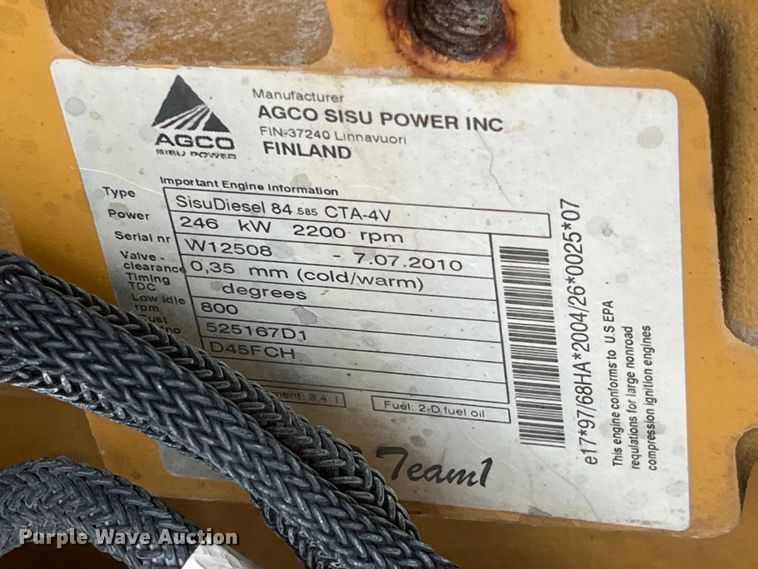 Manufacturer
AGCO SISU POWER INC
FIN-37240 Linnavuori
FINLAND
AGCO
SISU POWER
Important Engine Information
Type SisuDiesel 84 585 CTA-4V
Power 246 kW 2200 rpm
Serial nr W12508 - 7.07.2010
Valve - clearance 0,35 mm (cold/warm)
Timing TDC degrees
Low idle rpm 800
525167D1
D45FCH
8,4 l
Fuel: 2-D.fuel oil
Team1
e17*97/68HA*2004/26*0025*07
This engine conforms to U.S EPA
regulations for large nonroad
compression ignition engines
Purple Wave Auction